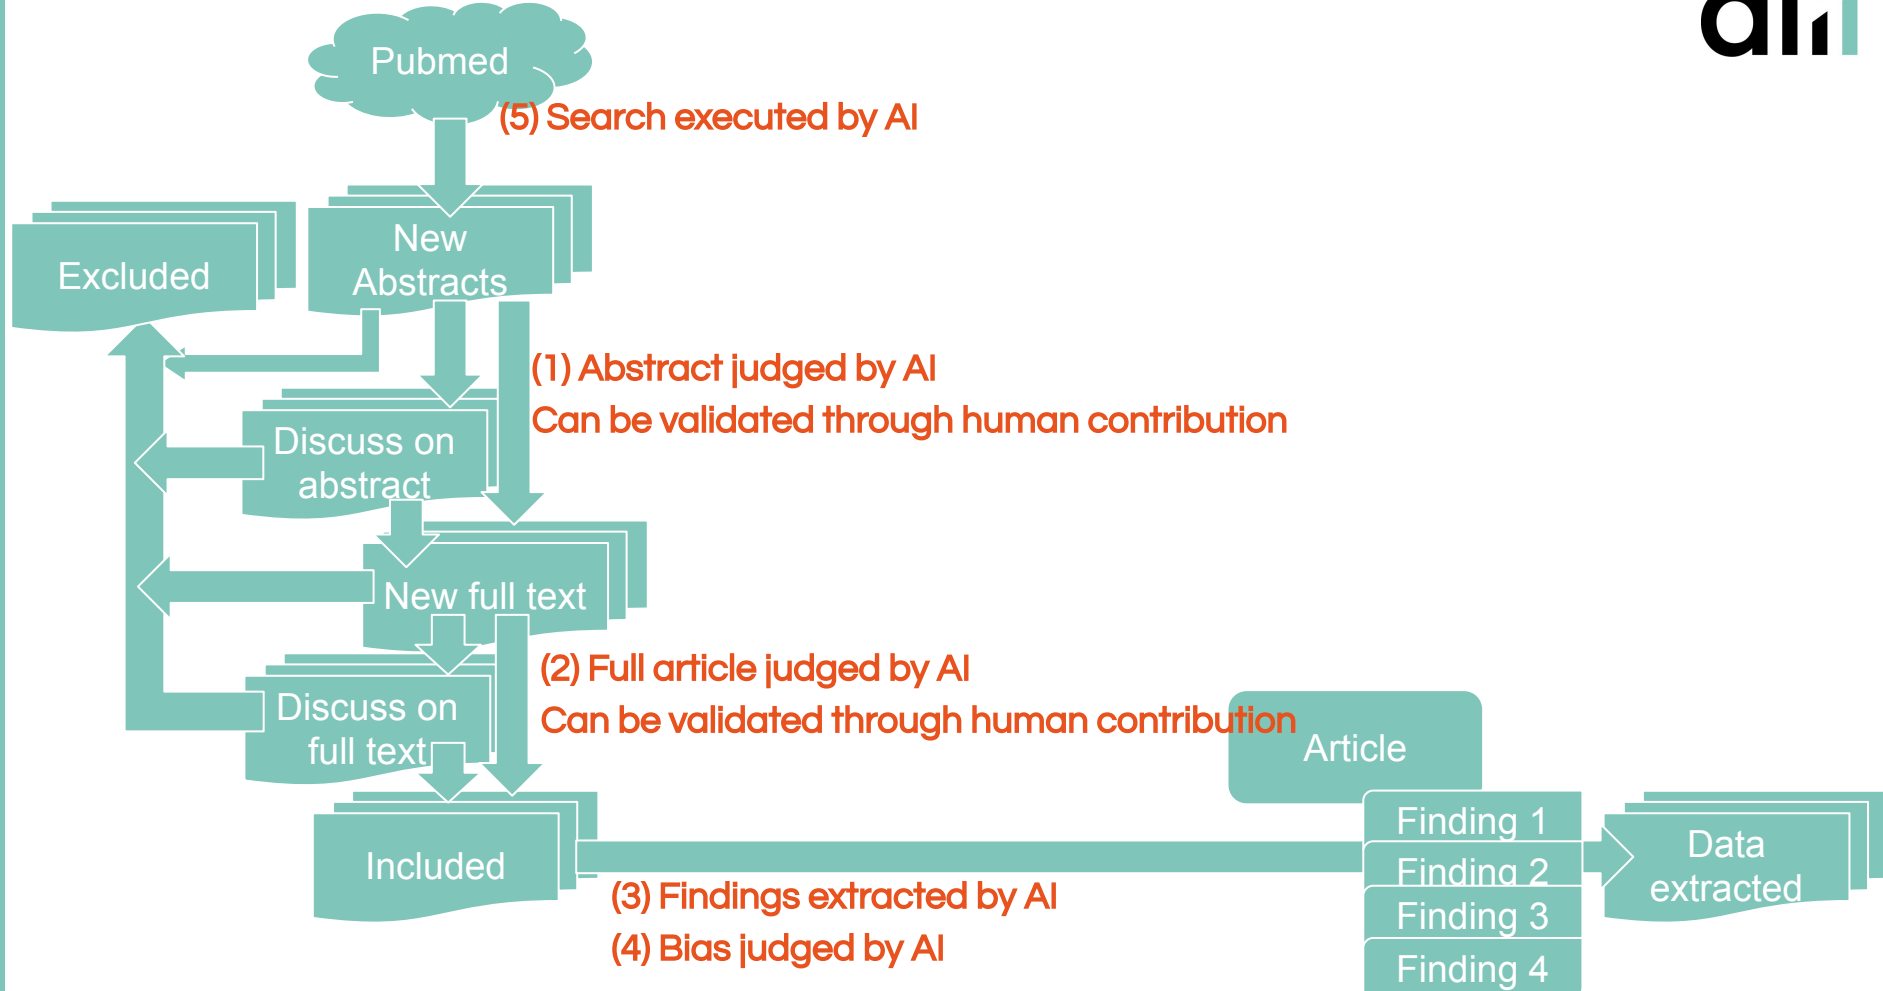 Pubmed
(5) Search executed by AI
New
Abstracts
Excluded
(1) Abstract judged by AI
Can be validated through human contribution
Discuss on
abstract
New full text
(2) Full article judged by AI
Can be validated through human contribution
Discuss on
full text
Article
Included
Finding 1
Finding 2
Finding 3
Finding 4
Data
extracted
(3) Findings extracted by AI
(4) Bias judged by AI